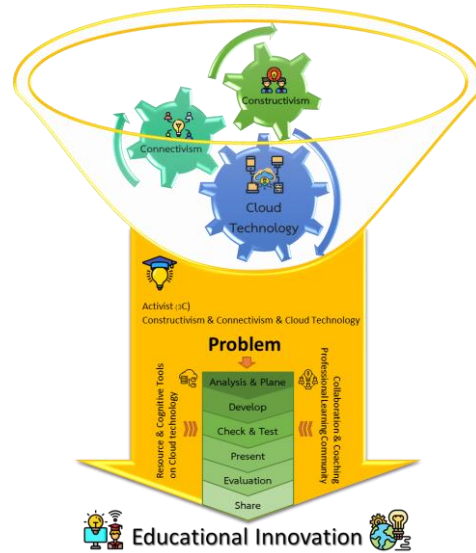 Constructivism
Connectivism
Cloud
Technology
Activist (3C)
Constructivism & Connectivism & Cloud Technology
Problem
Resource & Cognitive Tools
on Cloud technology
Analysis & Plane
Develop
Check & Test
Present
Evaluation
Share
Collaboration & Coaching
Professional Learning Community
Educational Innovation